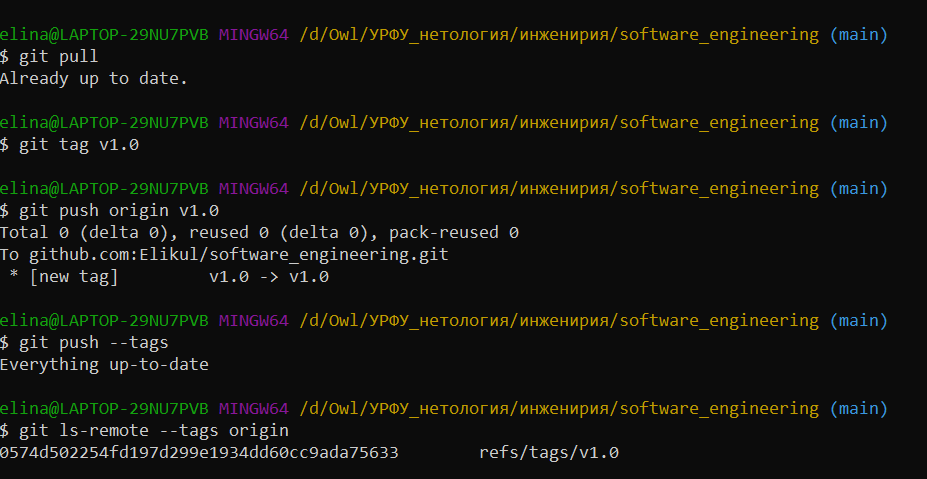 elina@LAPTOP-29NU7PVB MINGW64 /d/Owl/УРФУ_нетология/инженирия/software_engineering (main)
$ git pull
Already up to date.
elina@LAPTOP-29NU7PVB MINGW64 /d/Owl/УРФУ_нетология/инженирия/software_engineering (main)
$ git tag v1.0
elina@LAPTOP-29NU7PVB MINGW64 /d/Owl/УРФУ_нетология/инженирия/software_engineering (main)
$ git push origin v1.0
Total 0 (delta 0), reused 0 (delta 0), pack-reused 0
To github.com:Elikul/software_engineering.git
 * [new tag]         v1.0 -> v1.0
elina@LAPTOP-29NU7PVB MINGW64 /d/Owl/УРФУ_нетология/инженирия/software_engineering (main)
$ git push --tags
Everything up-to-date
elina@LAPTOP-29NU7PVB MINGW64 /d/Owl/УРФУ_нетология/инженирия/software_engineering (main)
$ git ls-remote --tags origin
0574d502254fd197d299e1934dd60cc9ada75633        refs/tags/v1.0